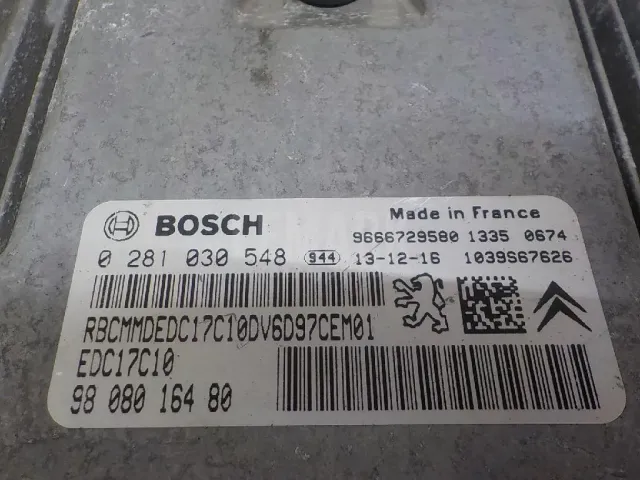 BOSCH
Made in France
9666729580 1335 0674
0 281 030 548 S44 13-12-16 1039S67626
RBCMMDEDC17C10DV6D97CEM01
EDC17C10
98 080 164 80